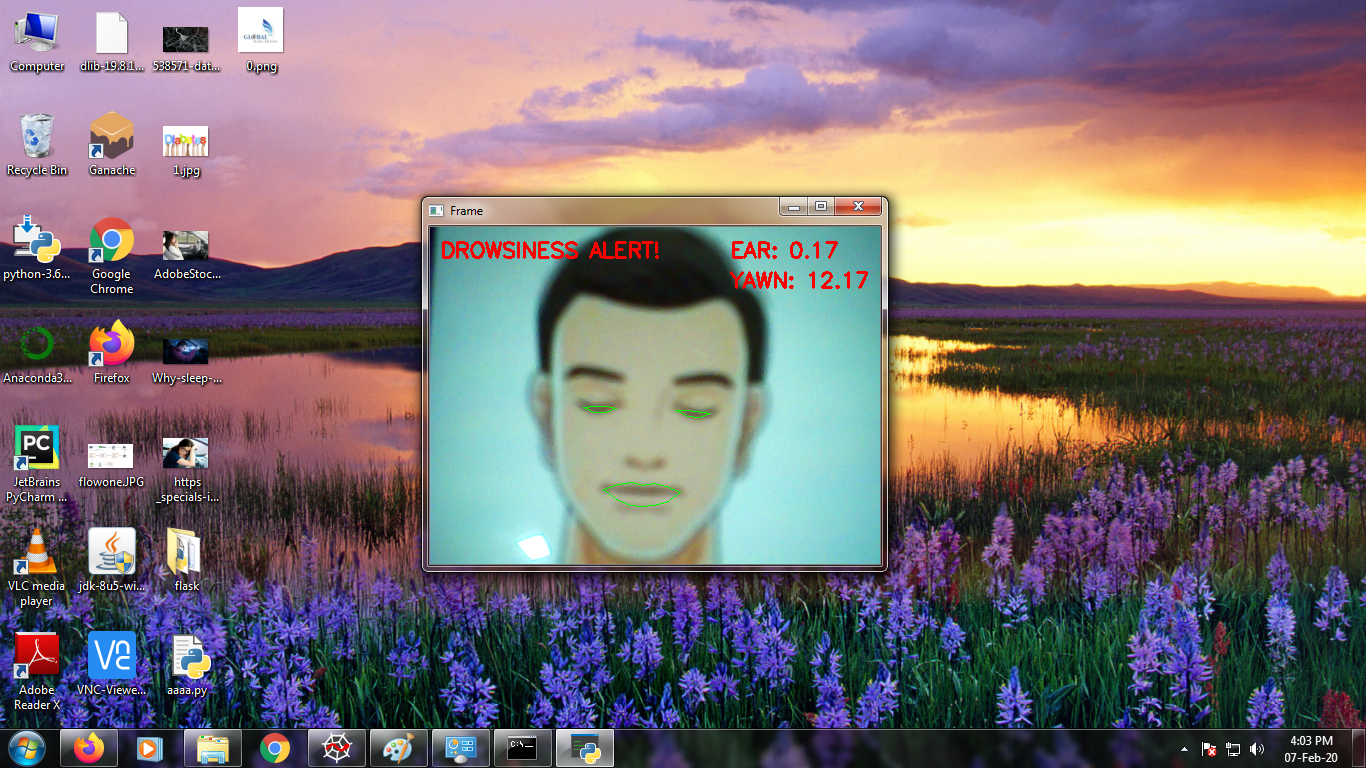 Computer
dlib-19.8.1...
538571-dat...
0.png
GLOBAL
Recycle Bin
Ganache
Diabetes
1.jpg
python-3.6...
Google
Chrome
AdobeStoc...
Anaconda3...
Firefox
Why-sleep-...
PC
JetBrains
PyCharm ...
flowone.JPG
https
_specials-i...
VLC media
player
jdk-8u5-wi...
flask
Adobe
Reader X
VNC-Viewe...
aaaa.py
Frame
DROWSINESS ALERT!
EAR: 0.17
YAWN: 12.17
C:\_
4:03 PM
07-Feb-20